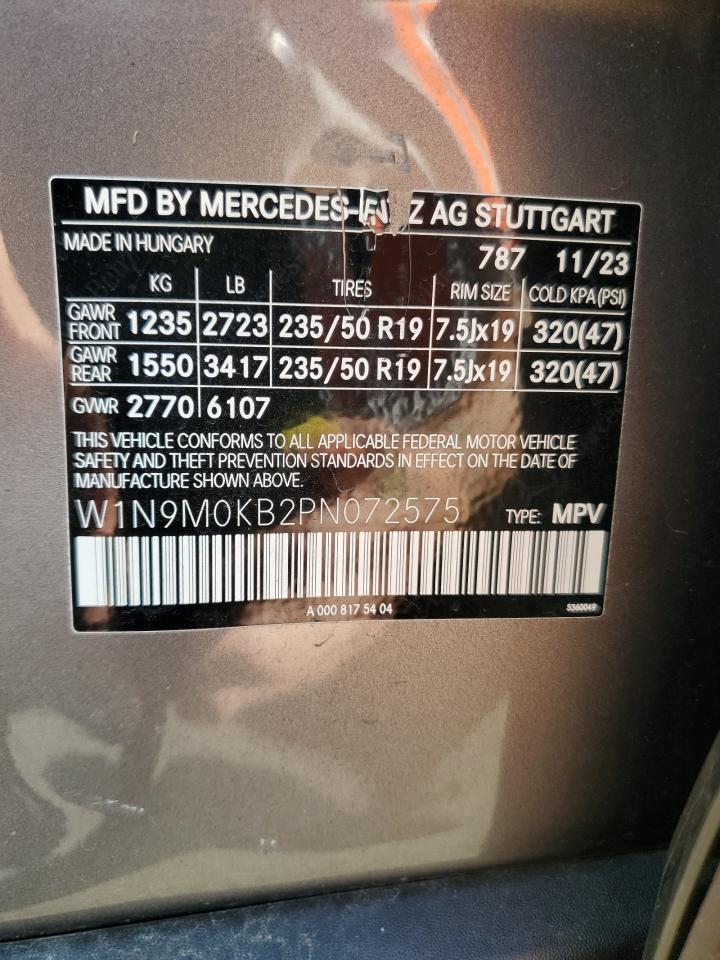 MFD BY MERCEDES-BENZ AG STUTTGART
MADE IN HUNGARY 787 11/23
KG LB TIRES RIM SIZE COLD KPA(PSI)
GAWR FRONT 1235 2723 235/50 R19 7.5Jx19 320(47)
GAWR REAR 1550 3417 235/50 R19 7.5Jx19 320(47)
GVWR 2770 6107
THIS VEHICLE CONFORMS TO ALL APPLICABLE FEDERAL MOTOR VEHICLE
SAFETY AND THEFT PREVENTION STANDARDS IN EFFECT ON THE DATE OF
MANUFACTURE SHOWN ABOVE.
W1N9M0KB2PN072575 TYPE: MPV
A 000 817 54 04 5360049